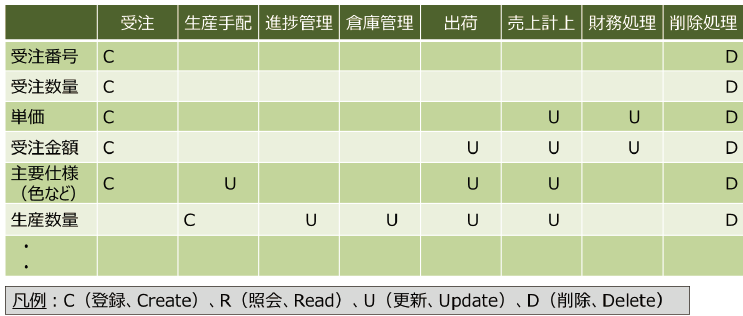 受注 生産手配 進捗管理 倉庫管理 出荷 売上計上 財務処理 削除処理
受注番号 C D
受注数量 C D
単価 C U U D
受注金額 C U U U D
主要仕様
（色など） C U U U D
生産数量 C U U U U D
・
・
凡例：C（登録、Create）、R（照会、Read）、U（更新、Update）、D（削除、Delete）